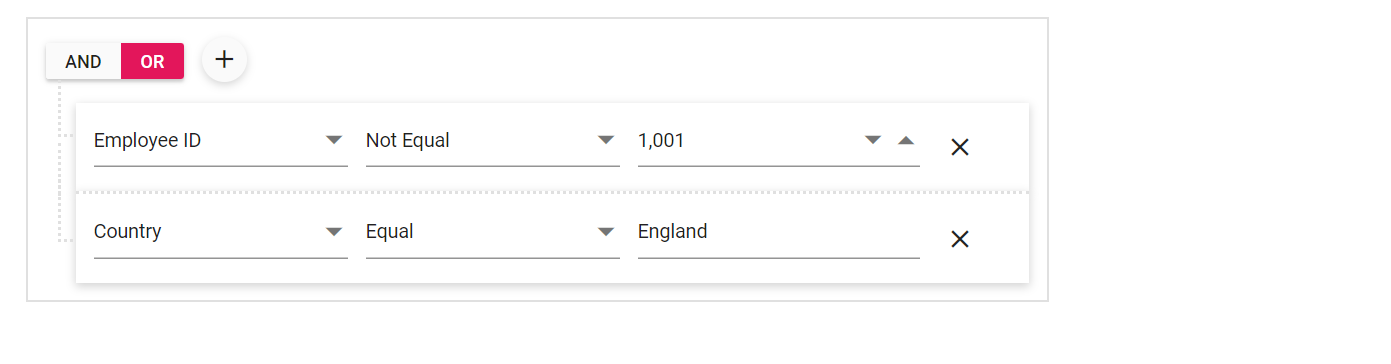 AND OR +
Employee ID Not Equal 1,001
Country Equal England